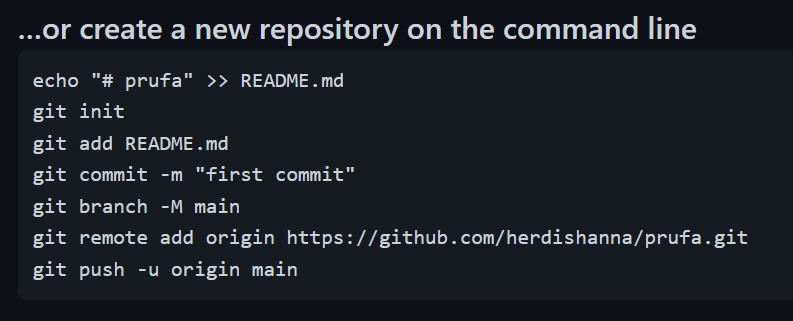 ...or create a new repository on the command line
echo "# prufa" >> README.md
git init
git add README.md
git commit -m "first commit"
git branch -M main
git remote add origin https://github.com/herdishanna/prufa.git
git push -u origin main